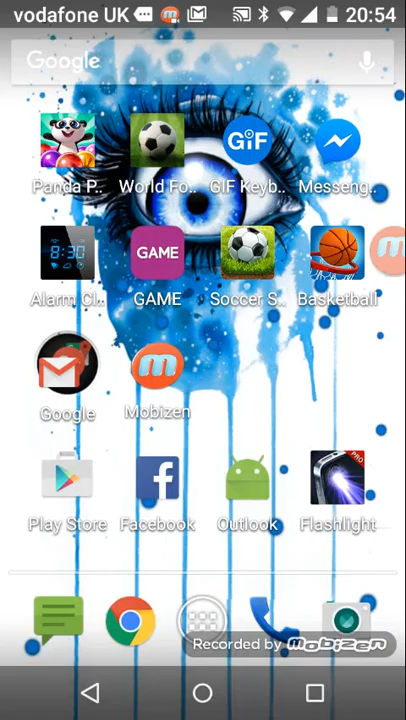 vodafone UK 20:54
Google
GiF
Panda P.. World Fo.. GIF Keyb.. Messeng..
8:30 GAME
Alarm Cl.. GAME Soccer S.. Basketball
Google Mobizen
PRO
Play Store Facebook Outlook Flashlight
Recorded by mobizen